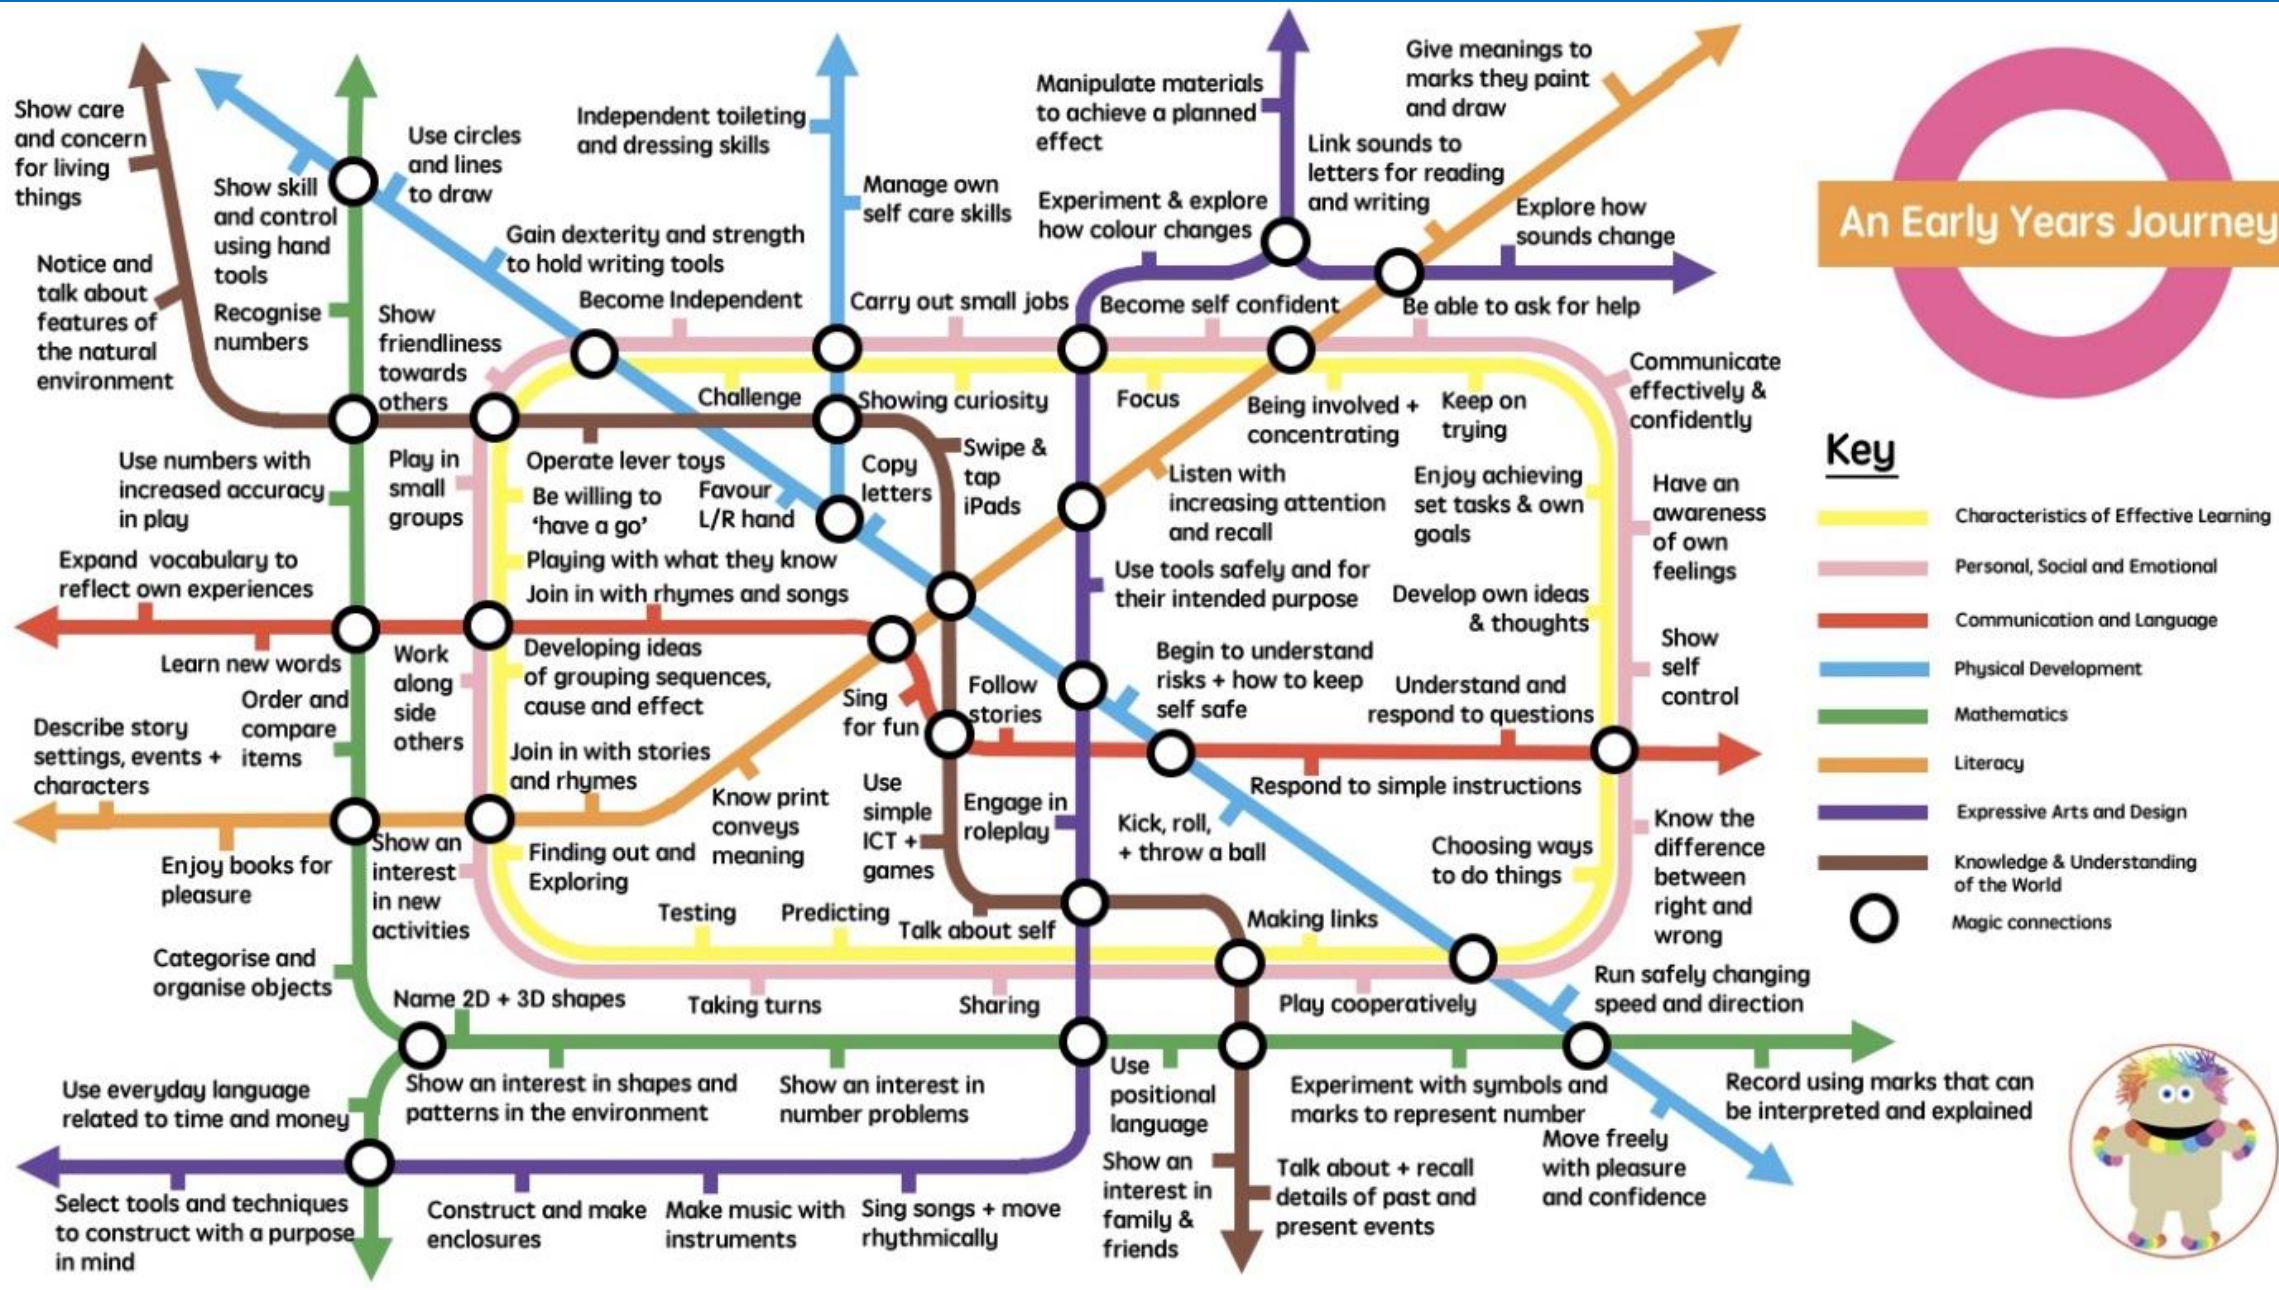 Show care
and concern
for living
things
Notice and
talk about
features of
the natural
environment
Show skill
and control
using hand
tools
Recognise
numbers
Use circles
and lines
to draw
Gain dexterity and strength
to hold writing tools
Independent toileting
and dressing skills
Manage own
self care skills
Manipulate materials
to achieve a planned
effect
Experiment & explore
how colour changes
Give meanings to
marks they paint
and draw
Link sounds to
letters for reading
and writing
Explore how
sounds change
An Early Years Journey
Show
friendliness
towards
others
Become Independent
Carry out small jobs
Become self confident
Be able to ask for help
Communicate
effectively &
confidently
Challenge
Showing curiosity
Focus
Being involved +
concentrating
Keep on
trying
Use numbers with
increased accuracy
in play
Play in
small
groups
Operate lever toys
Be willing to
‘have a go’
Favour
L/R hand
Copy
letters
Swipe &
tap
iPads
Listen with
increasing attention
and recall
Enjoy achieving
set tasks & own
goals
Have an
awareness
of own
feelings
Playing with what they know
Join in with rhymes and songs
Expand vocabulary to
reflect own experiences
Learn new words
Use tools safely and for
their intended purpose
Develop own ideas
& thoughts
Show
self
control
Work
along
side
others
Developing ideas
of grouping sequences,
cause and effect
Sing
for fun
Follow
stories
Begin to understand
risks + how to keep
self safe
Understand and
respond to questions
Order and
compare
items
Describe story
settings, events +
characters
Join in with stories
and rhymes
Know print
conveys
meaning
Use
simple
ICT +
games
Engage in
roleplay
Kick, roll,
+ throw a ball
Respond to simple instructions
Choosing ways
to do things
Know the
difference
between
right and
wrong
Enjoy books for
pleasure
Show an
interest
in new
activities
Finding out and
Exploring
Testing
Predicting
Talk about self
Making links
Categorise and
organise objects
Name 2D + 3D shapes
Taking turns
Sharing
Play cooperatively
Run safely changing
speed and direction
Use everyday language
related to time and money
Show an interest in shapes and
patterns in the environment
Show an interest in
number problems
Use
positional
language
Experiment with symbols and
marks to represent number
Record using marks that can
be interpreted and explained
Move freely
with pleasure
and confidence
Show an
interest in
family &
friends
Talk about + recall
details of past and
present events
Select tools and techniques
to construct with a purpose
in mind
Construct and make
enclosures
Make music with
instruments
Sing songs + move
rhythmically
Key
Characteristics of Effective Learning
Personal, Social and Emotional
Communication and Language
Physical Development
Mathematics
Literacy
Expressive Arts and Design
Knowledge & Understanding
of the World
Magic connections